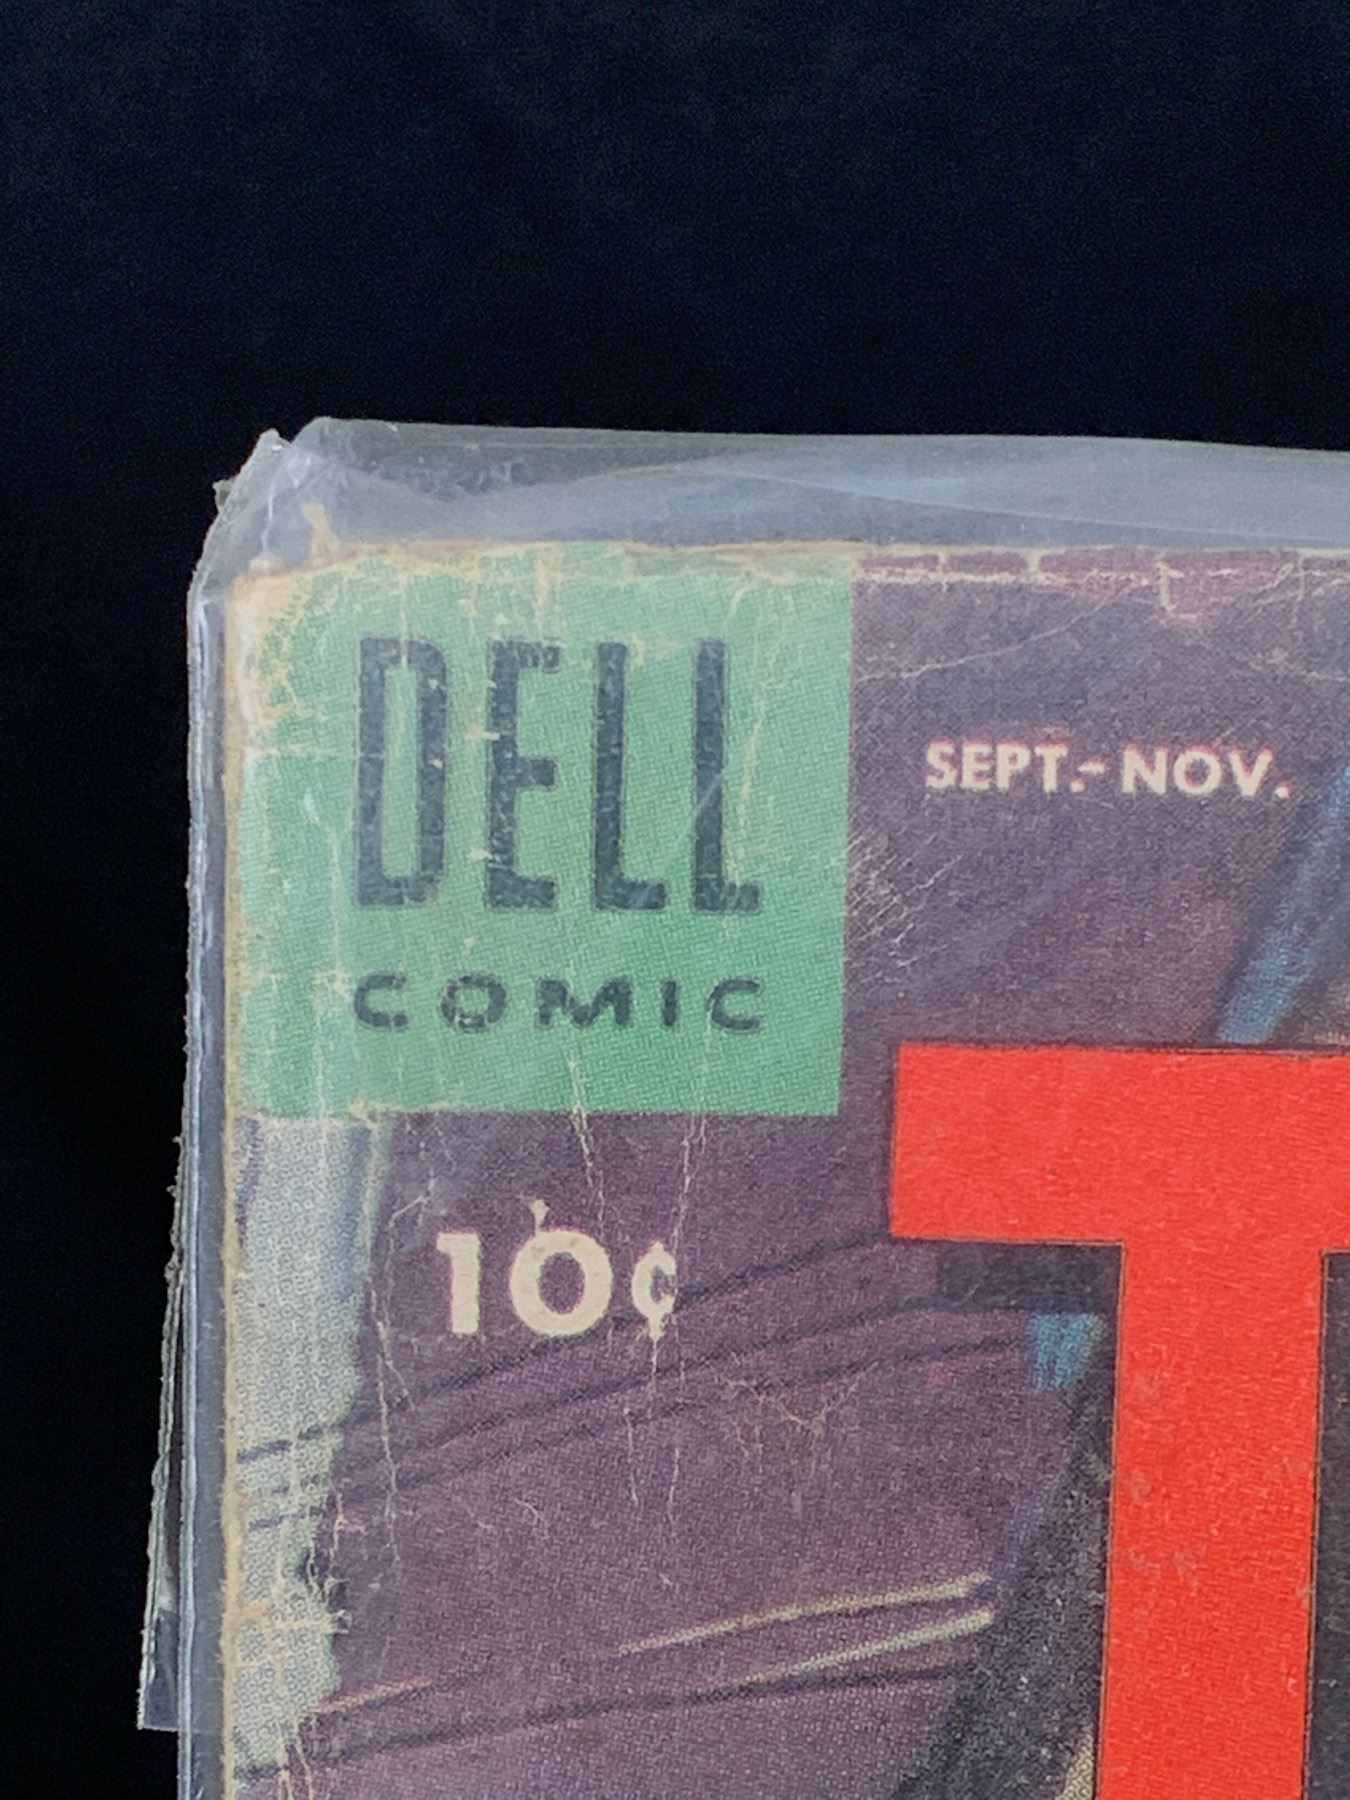 DELL
COMIC
SEPT.-NOV.
10¢
T